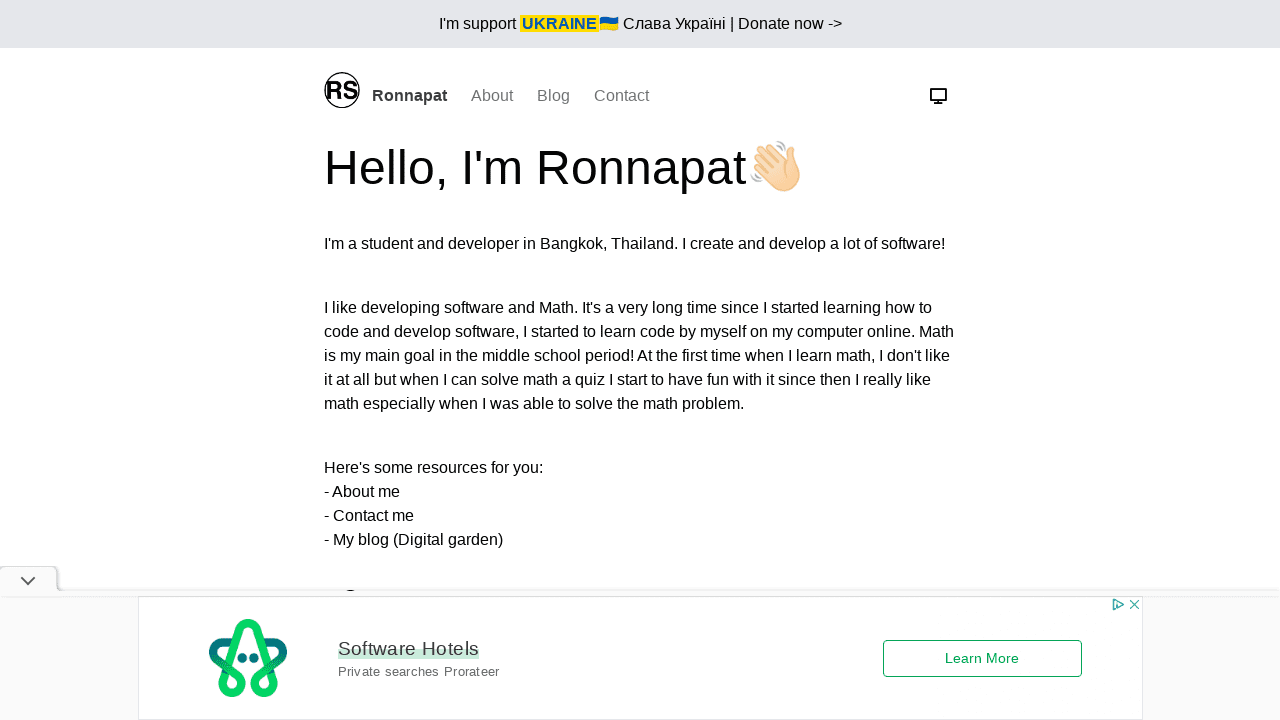 I'm support UKRAINE🇺🇦 Слава Україні | Donate now ->
RS Ronnapat About Blog Contact
Hello, I'm Ronnapat👋🏻
I'm a student and developer in Bangkok, Thailand. I create and develop a lot of software!
I like developing software and Math. It's a very long time since I started learning how to
code and develop software, I started to learn code by myself on my computer online. Math
is my main goal in the middle school period! At the first time when I learn math, I don't like
it at all but when I can solve math a quiz I start to have fun with it since then I really like
math especially when I was able to solve the math problem.
Here's some resources for you:
- About me
- Contact me
- My blog (Digital garden)
Software Hotels
Private searches Prorateer
Learn More